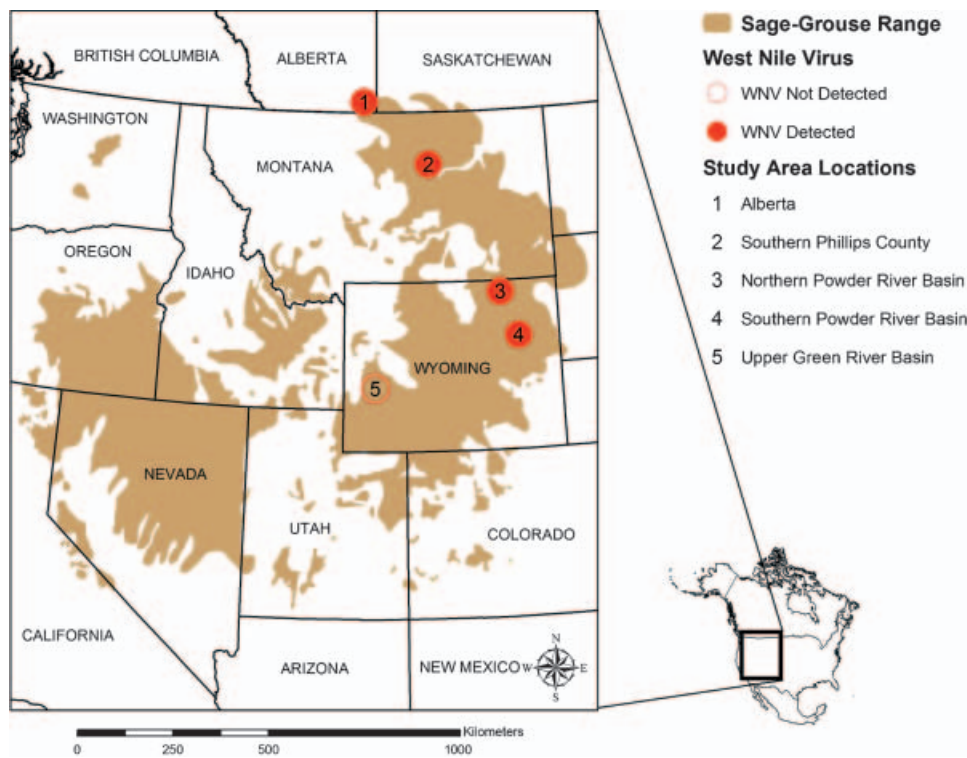 BRITISH COLUMBIA
ALBERTA
SASKATCHEWAN
1
WASHINGTON
MONTANA
2
OREGON
IDAHO
3
4
WYOMING
5
NEVADA
UTAH
COLORADO
CALIFORNIA
ARIZONA
NEW MEXICO
N
W
E
S
Kilometers
0 250 500 1000
Sage-Grouse Range
West Nile Virus
WNV Not Detected
WNV Detected
Study Area Locations
1 Alberta
2 Southern Phillips County
3 Northern Powder River Basin
4 Southern Powder River Basin
5 Upper Green River Basin